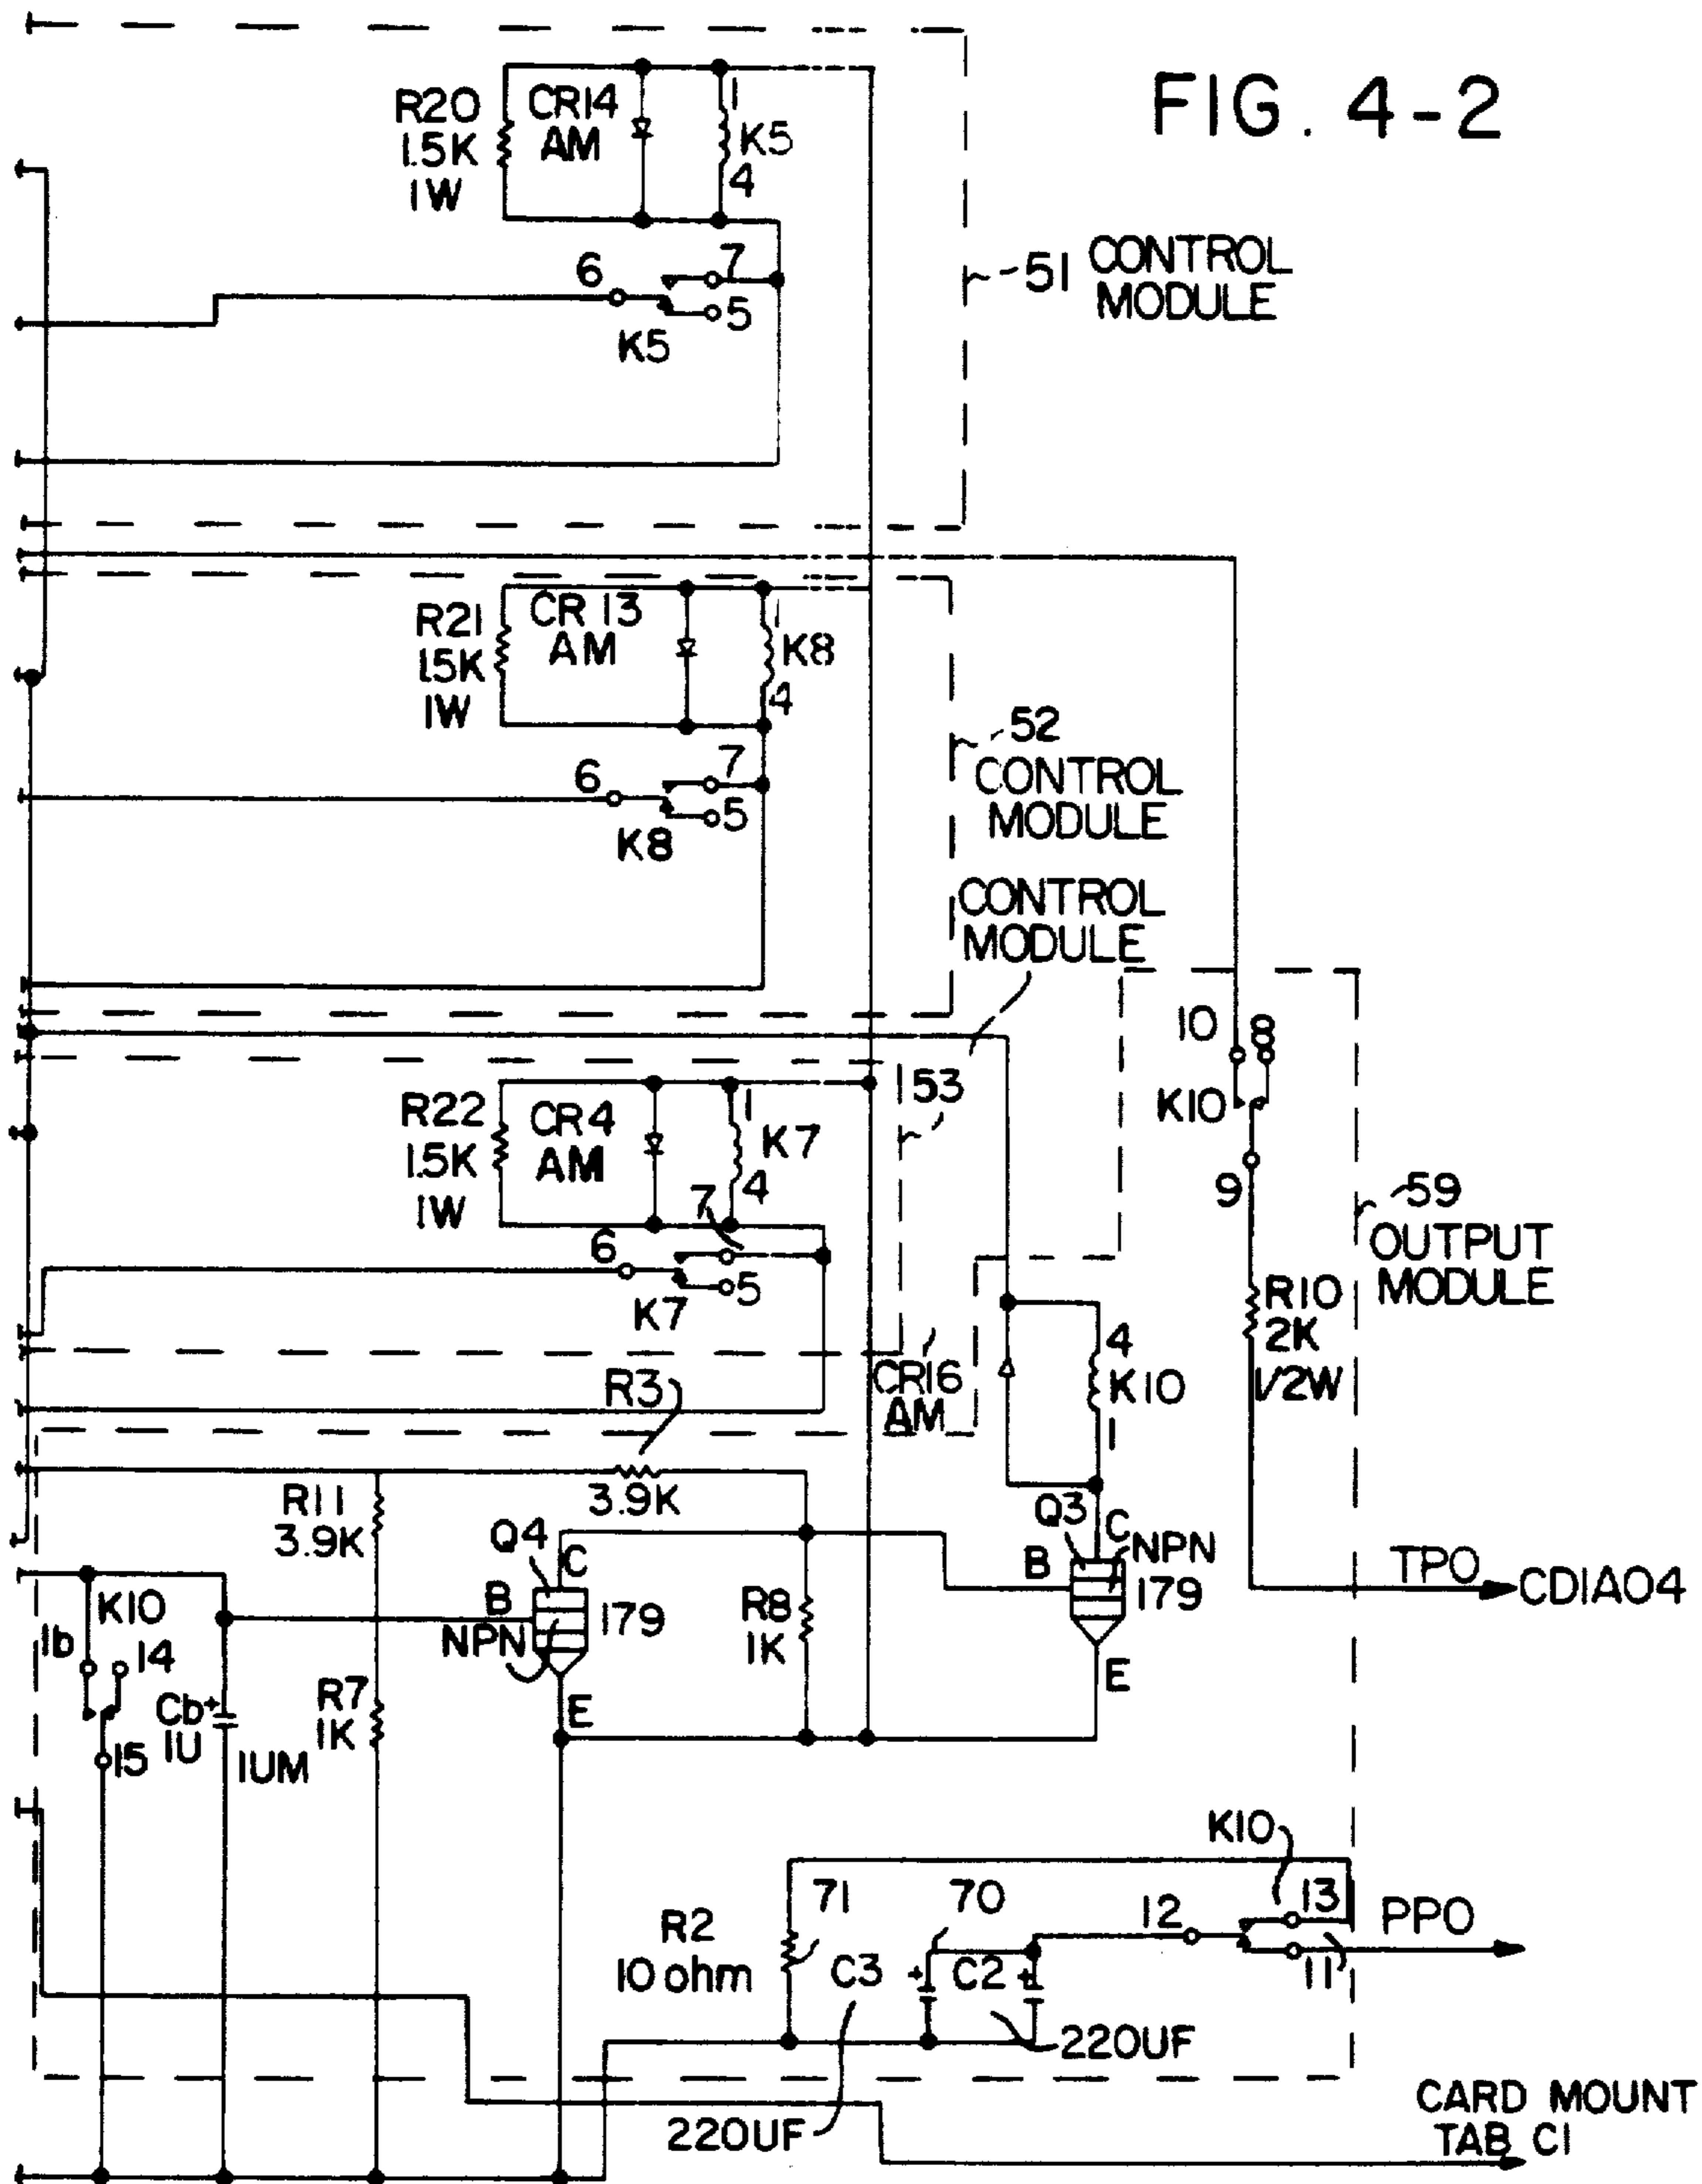 FIG. 4-2
R20
1.5K
1W
CR14
AM
1
K5
4
6
7
5
K5
51 CONTROL
MODULE
R21
1.5K
1W
CR 13
AM
1
K8
4
6
7
5
K8
52
CONTROL
MODULE
CONTROL
MODULE
53
R22
1.5K
1W
CR4
AM
1
K7
4
7
6
5
K7
10
8
K10
9
59
OUTPUT
MODULE
R10
2K
1/2W
CR16
AM
4
K10
1
R3
3.9K
R11
3.9K
Q4
C
B
NPN
179
E
R8
1K
Q3
C
B
NPN
179
E
TPO
CDIA04
K10
1b
14
15
Cb+
1U
1UM
R7
1K
K10
13
12
11
PPO
71
70
R2
10 ohm
C3
+
C2
+
220UF
220UF
CARD MOUNT
TAB C1